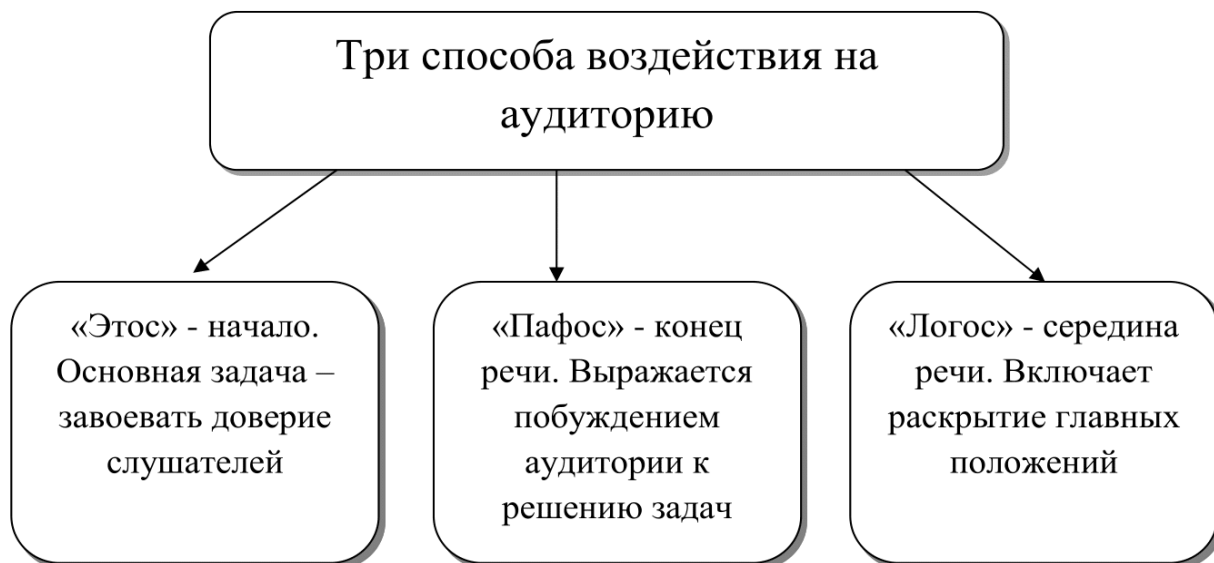 Три способа воздействия на
аудиторию
«Этос» - начало.
Основная задача –
завоевать доверие
слушателей
«Пафос» - конец
речи. Выражается
побуждением
аудитории к
решению задач
«Логос» - середина
речи. Включает
раскрытие главных
положений